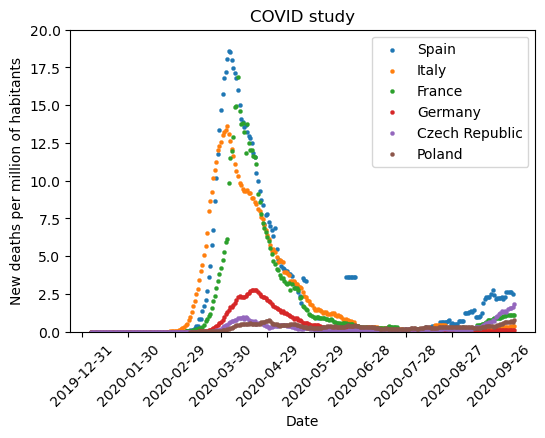 COVID study
New deaths per million of habitants
20.0
17.5
15.0
12.5
10.0
7.5
5.0
2.5
0.0
Spain
Italy
France
Germany
Czech Republic
Poland
2019-12-31
2020-01-30
2020-02-29
2020-03-30
2020-04-29
2020-05-29
2020-06-28
2020-07-28
2020-08-27
2020-09-26
Date